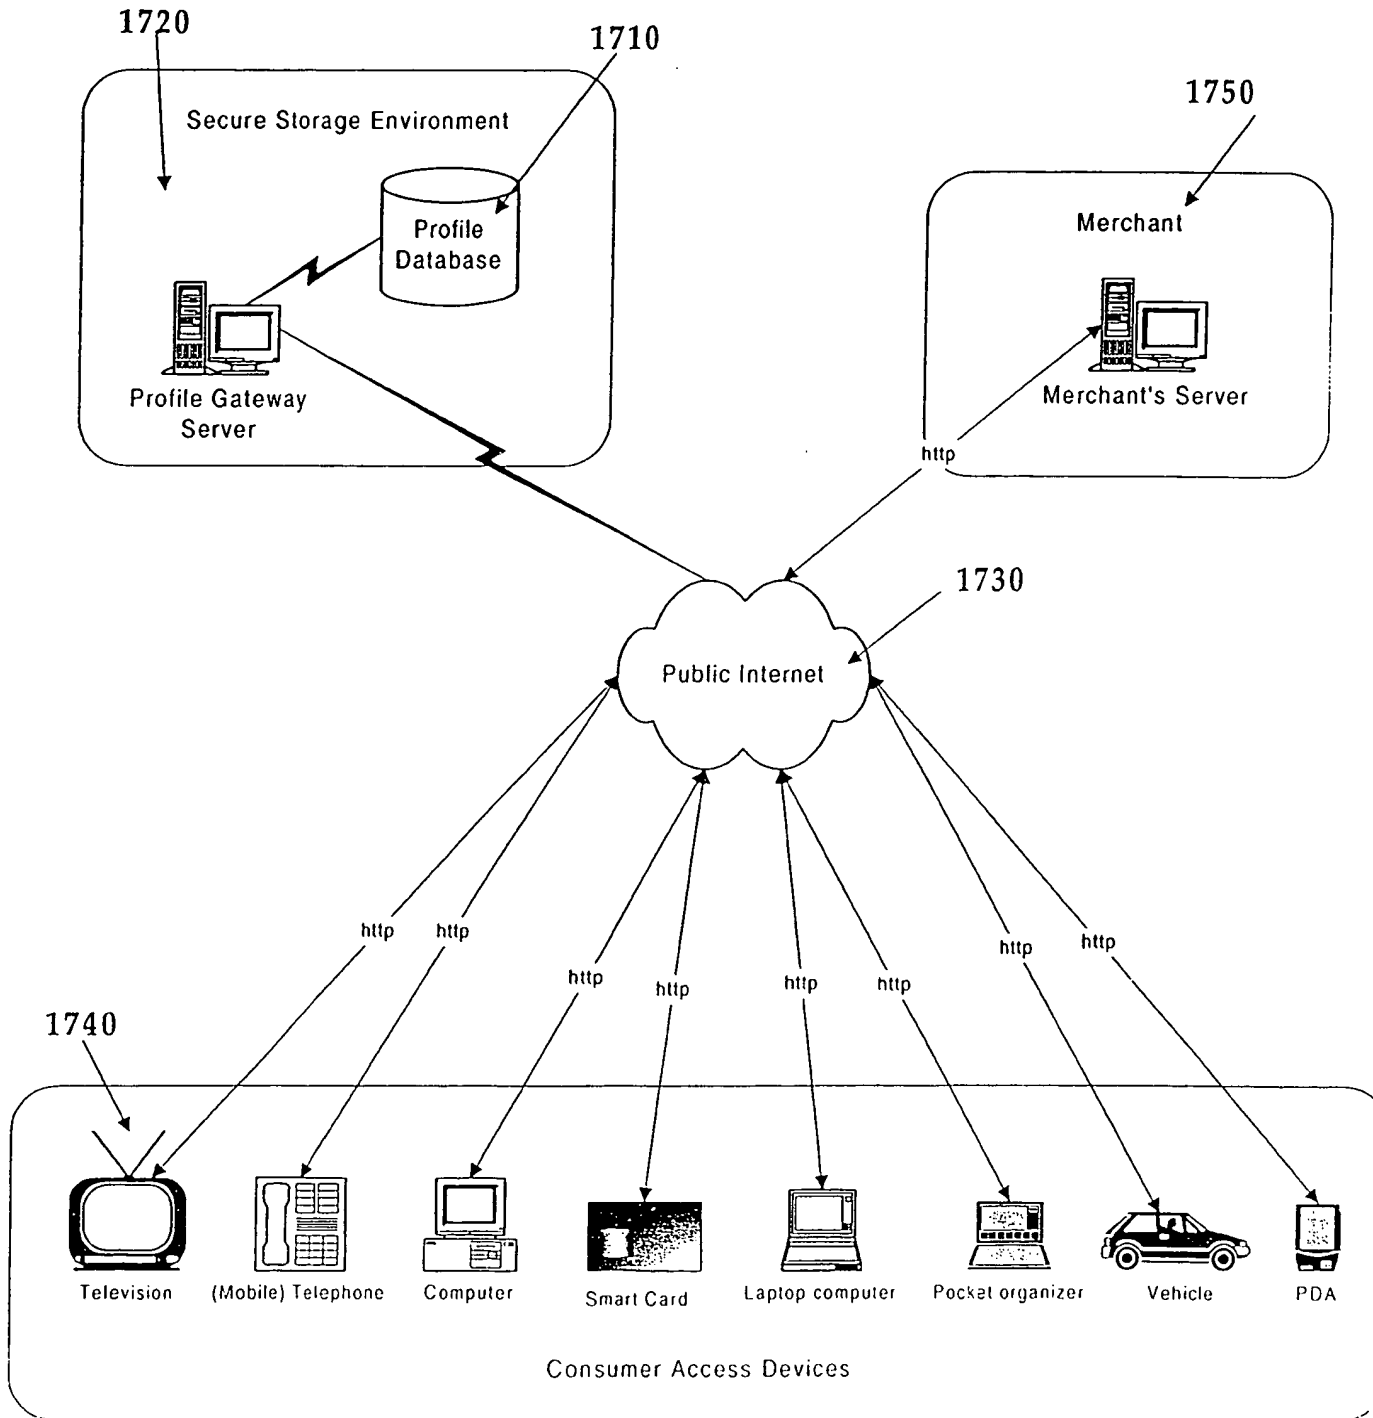 1720
1710
1750
Secure Storage Environment
Profile
Database
Profile Gateway
Server
Merchant
Merchant's Server
http
1730
Public Internet
http
http
http
http
http
http
http
http
1740
Television
(Mobile) Telephone
Computer
Smart Card
Laptop computer
Pocket organizer
Vehicle
PDA
Consumer Access Devices